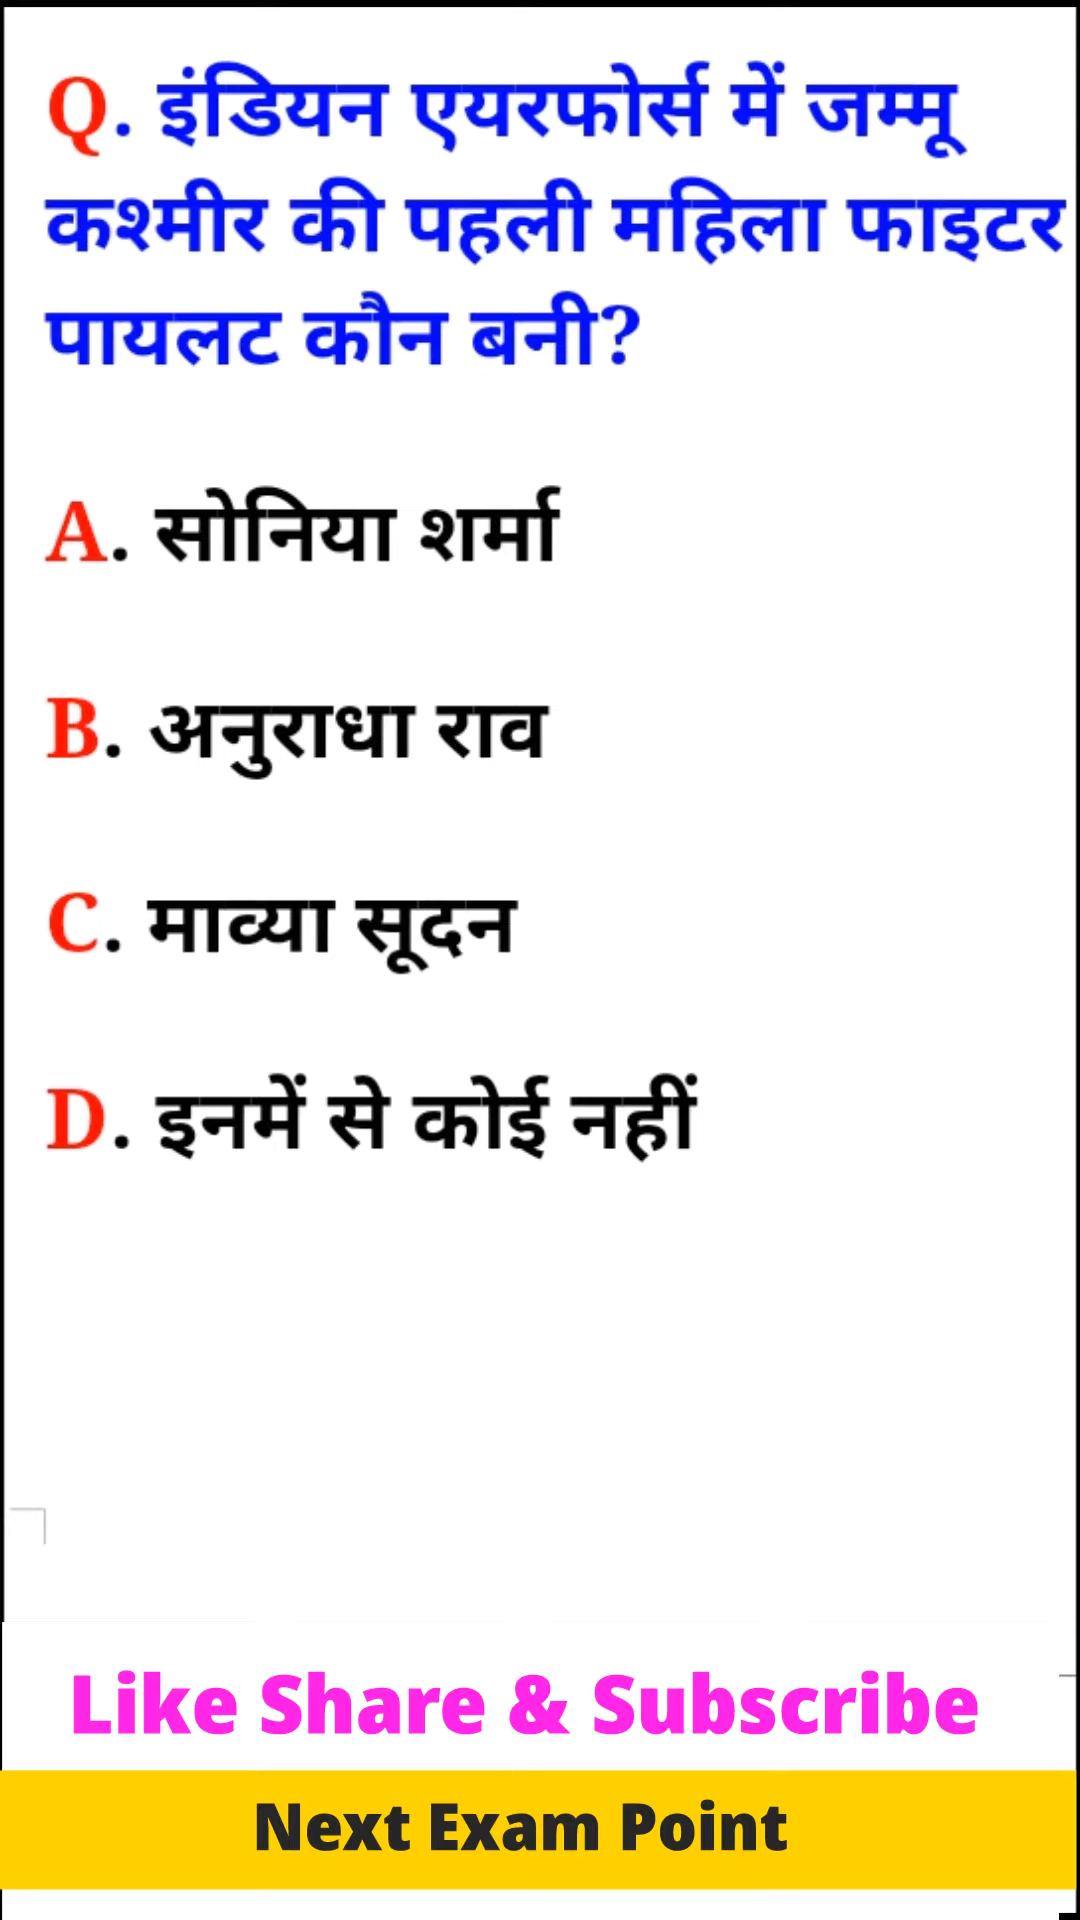 Q. इंडियन एयरफोर्स में जम्मू
कश्मीर की पहली महिला फाइटर
पायलट कौन बनी?
A. सोनिया शर्मा
B. अनुराधा राव
C. माव्या सूदन
D. इनमें से कोई नहीं
Like Share & Subscribe
Next Exam Point